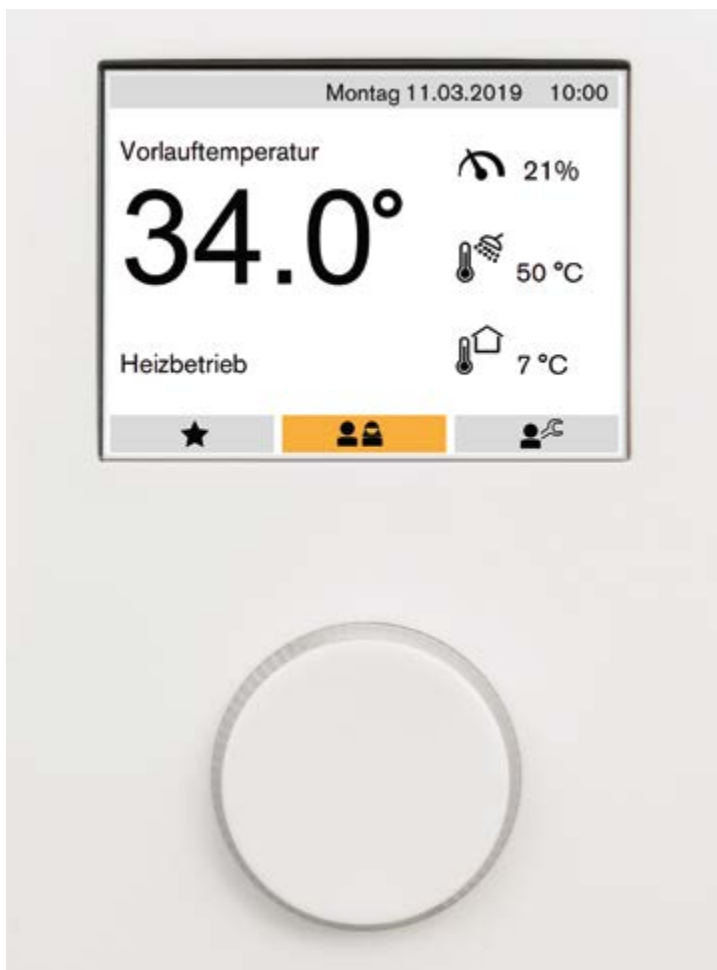 Montag 11.03.2019 10:00
Vorlauftemperatur
21%
34.0°
50 °C
Heizbetrieb
7 °C